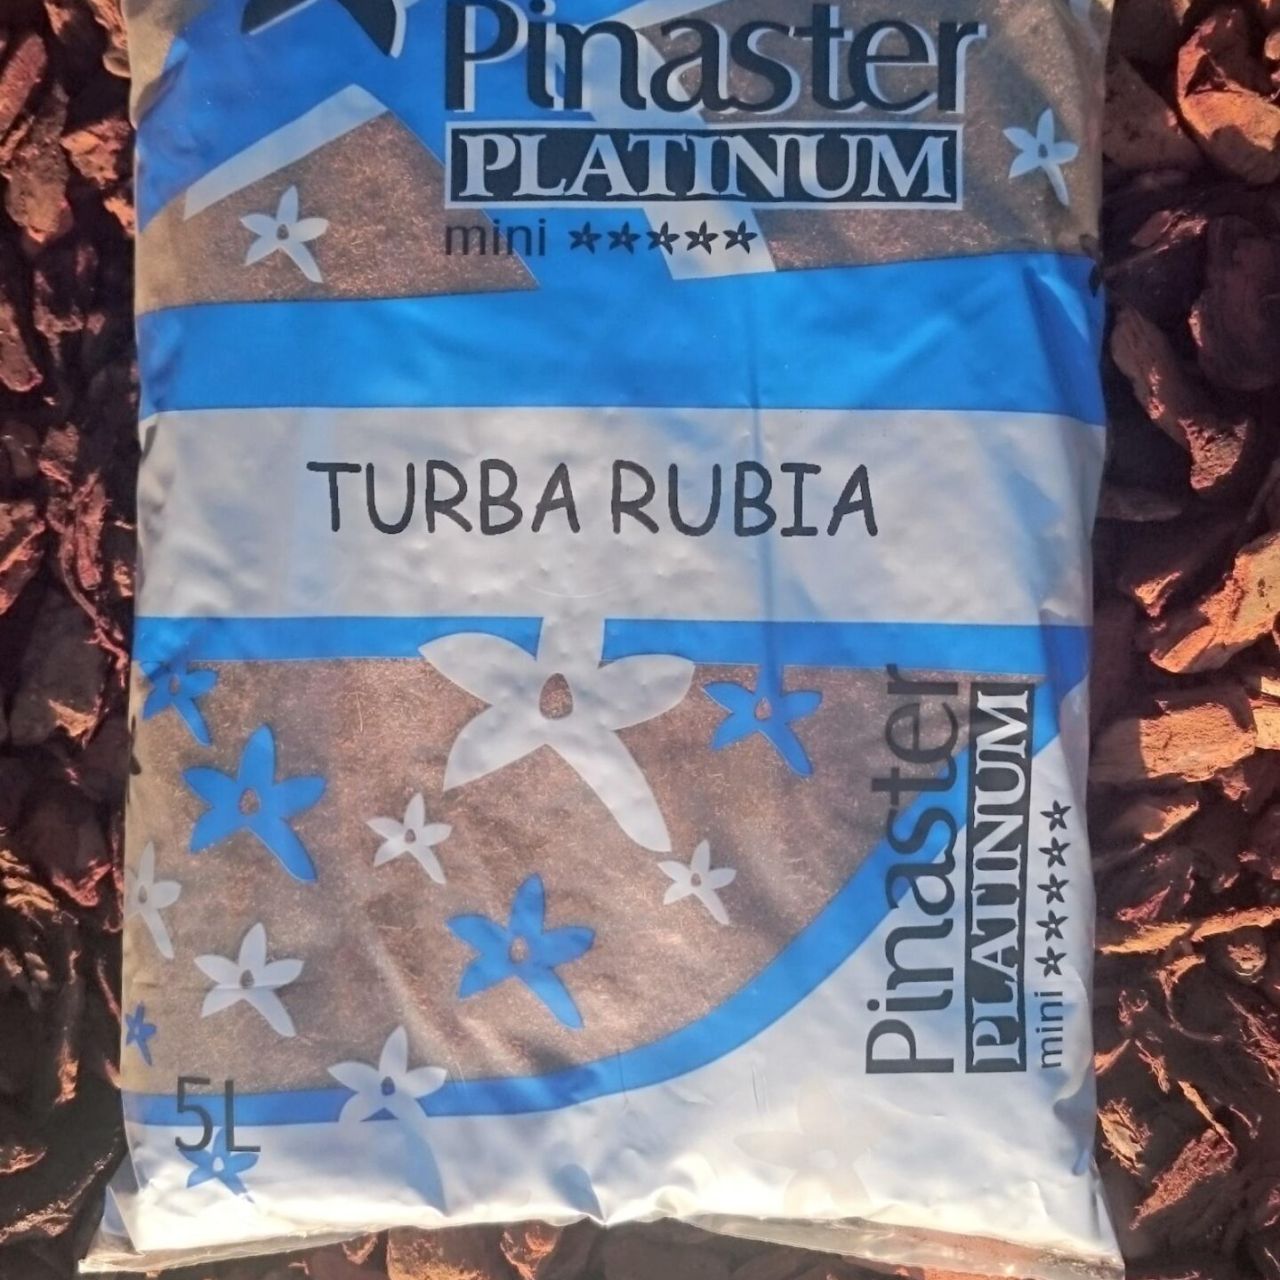 Pinaster
PLATINUM
mini
TURBA RUBIA
Pinaster
PLATINUM
mini
5L